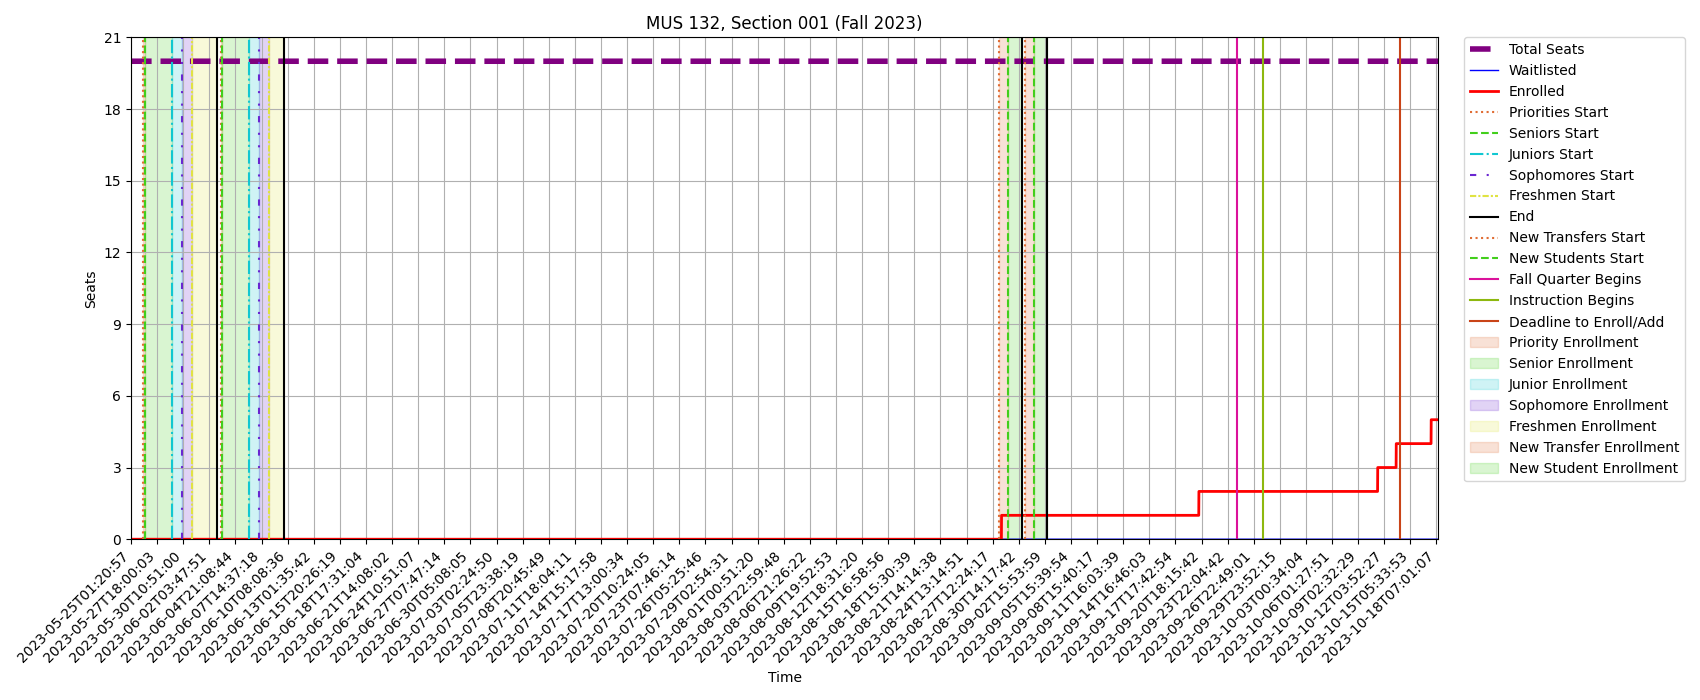 MUS 132, Section 001 (Fall 2023)
21
18
15
12
9
6
3
0
Seats
2023-05-25T01:20:57
2023-05-27T18:00:03
2023-05-30T10:51:00
2023-06-02T03:47:51
2023-06-04T21:08:44
2023-06-07T14:37:18
2023-06-10T08:08:36
2023-06-13T01:35:42
2023-06-15T20:26:19
2023-06-18T17:31:04
2023-06-21T14:08:02
2023-06-24T10:51:07
2023-06-27T07:47:14
2023-06-30T05:08:05
2023-07-03T02:24:50
2023-07-05T23:38:19
2023-07-08T20:45:49
2023-07-11T18:04:11
2023-07-14T15:17:58
2023-07-17T13:00:34
2023-07-20T10:24:05
2023-07-23T07:46:14
2023-07-26T05:25:46
2023-07-29T02:54:31
2023-08-01T00:51:20
2023-08-03T22:59:48
2023-08-06T21:26:22
2023-08-09T19:52:53
2023-08-12T18:31:20
2023-08-15T16:58:56
2023-08-18T15:30:39
2023-08-21T14:14:38
2023-08-24T13:14:51
2023-08-27T12:24:17
2023-08-30T14:17:42
2023-09-02T15:53:59
2023-09-05T15:39:54
2023-09-08T15:40:17
2023-09-11T16:03:39
2023-09-14T16:46:03
2023-09-17T17:42:54
2023-09-20T18:15:42
2023-09-23T22:04:42
2023-09-26T22:49:01
2023-09-29T23:52:15
2023-10-03T00:34:04
2023-10-06T01:27:51
2023-10-09T02:32:29
2023-10-12T03:52:27
2023-10-15T05:33:53
2023-10-18T07:01:07
Time
Total Seats
Waitlisted
Enrolled
Priorities Start
Seniors Start
Juniors Start
Sophomores Start
Freshmen Start
End
New Transfers Start
New Students Start
Fall Quarter Begins
Instruction Begins
Deadline to Enroll/Add
Priority Enrollment
Senior Enrollment
Junior Enrollment
Sophomore Enrollment
Freshmen Enrollment
New Transfer Enrollment
New Student Enrollment